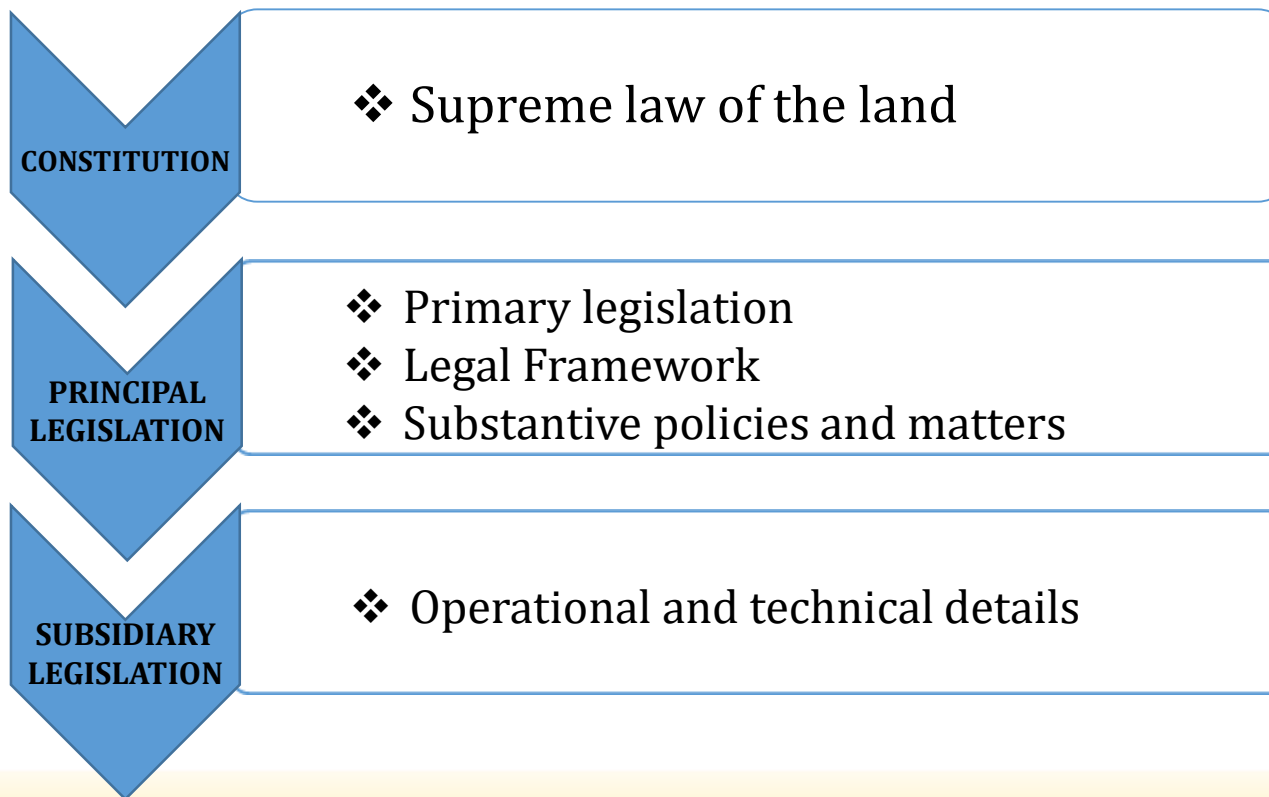 CONSTITUTION
❖ Supreme law of the land
PRINCIPAL
LEGISLATION
❖ Primary legislation
❖ Legal Framework
❖ Substantive policies and matters
SUBSIDIARY
LEGISLATION
❖ Operational and technical details